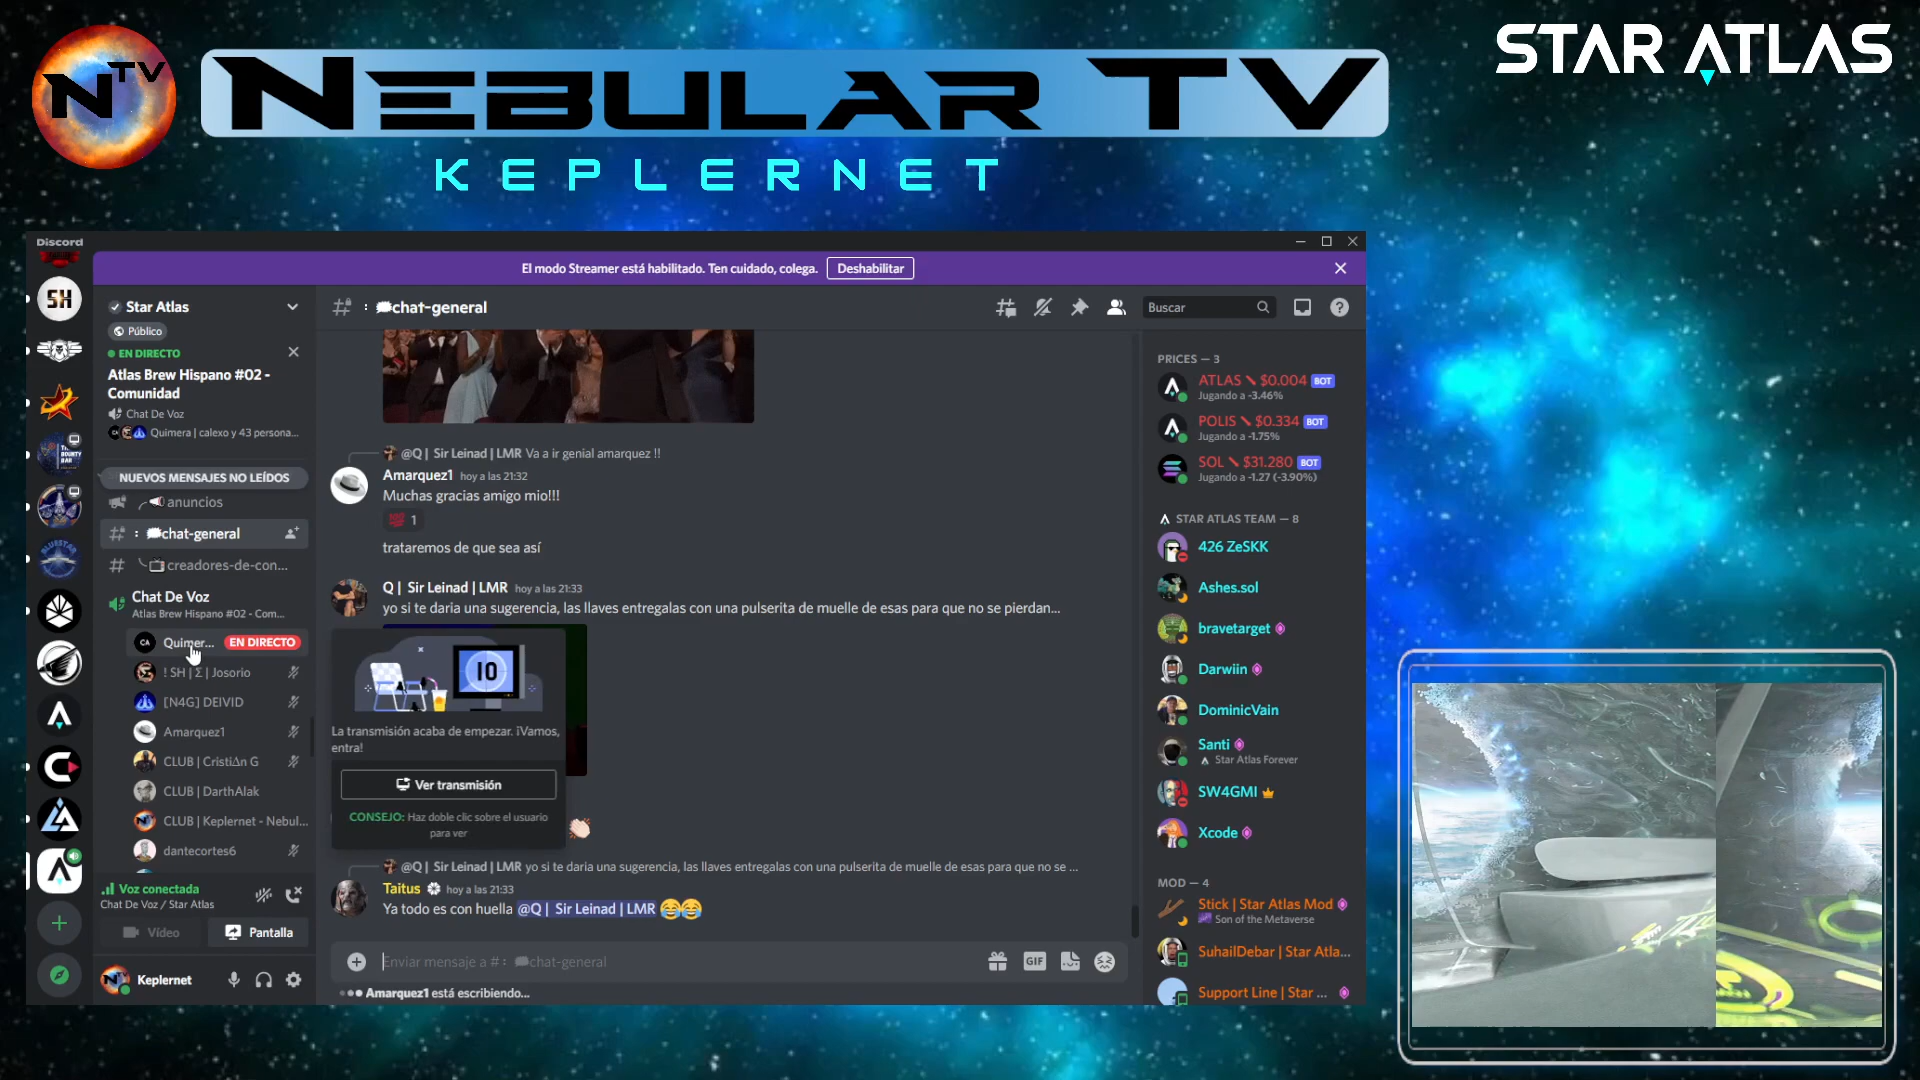 N TV
NEBULAR TV
STAR ATLAS
KEPLERNET
Discord
El modo Streamer está habilitado. Ten cuidado, colega.
Deshabilitar
SH
Star Atlas
Público
EN DIRECTO
Atlas Brew Hispano #02 -
Comunidad
Chat De Voz
Quimera | calexo y 43 persona...
NUEVOS MENSAJES NO LEÍDOS
anuncios
chat-general
creadores-de-con...
Chat De Voz
Atlas Brew Hispano #02 - Com...
CA
Quimer...
EN DIRECTO
! SH | Σ | Josorio
[N4G] DEIVID
Amarquez1
CLUB | CristiΔn G
CLUB | DarthAlak
CLUB | Keplernet - Nebul...
dantecortes6
Voz conectada
Chat De Voz / Star Atlas
Vídeo
Pantalla
Keplernet
chat-general
Buscar
@Q | Sir Leinad | LMR Va a ir genial amarquez !!
Amarquez1 hoy a las 21:32
Muchas gracias amigo mio!!!
1
trataremos de que sea así
Q | Sir Leinad | LMR hoy a las 21:33
yo si te daria una sugerencia, las llaves entregalas con una pulserita de muelle de esas para que no se pierdan...
10
La transmisión acaba de empezar. ¡Vamos,
entra!
Ver transmisión
CONSEJO: Haz doble clic sobre el usuario
para ver
@Q | Sir Leinad | LMR yo si te daria una sugerencia, las llaves entregalas con una pulserita de muelle de esas para que no se ...
Taitus hoy a las 21:33
Ya todo es con huella @Q | Sir Leinad | LMR
Enviar mensaje a # : chat-general
GIF
Amarquez1 está escribiendo...
PRICES — 3
ATLAS $0.004 BOT
Jugando a -3.46%
POLIS $0.334 BOT
Jugando a -1.75%
SOL $31.280 BOT
Jugando a -1.27 (-3.90%)
STAR ATLAS TEAM — 8
426 ZeSKK
Ashes.sol
bravetarget
Darwiin
DominicVain
Santi
Star Atlas Forever
SW4GMI
Xcode
MOD — 4
Stick | Star Atlas Mod
Son of the Metaverse
SuhailDebar | Star Atla...
Support Line | Star ...